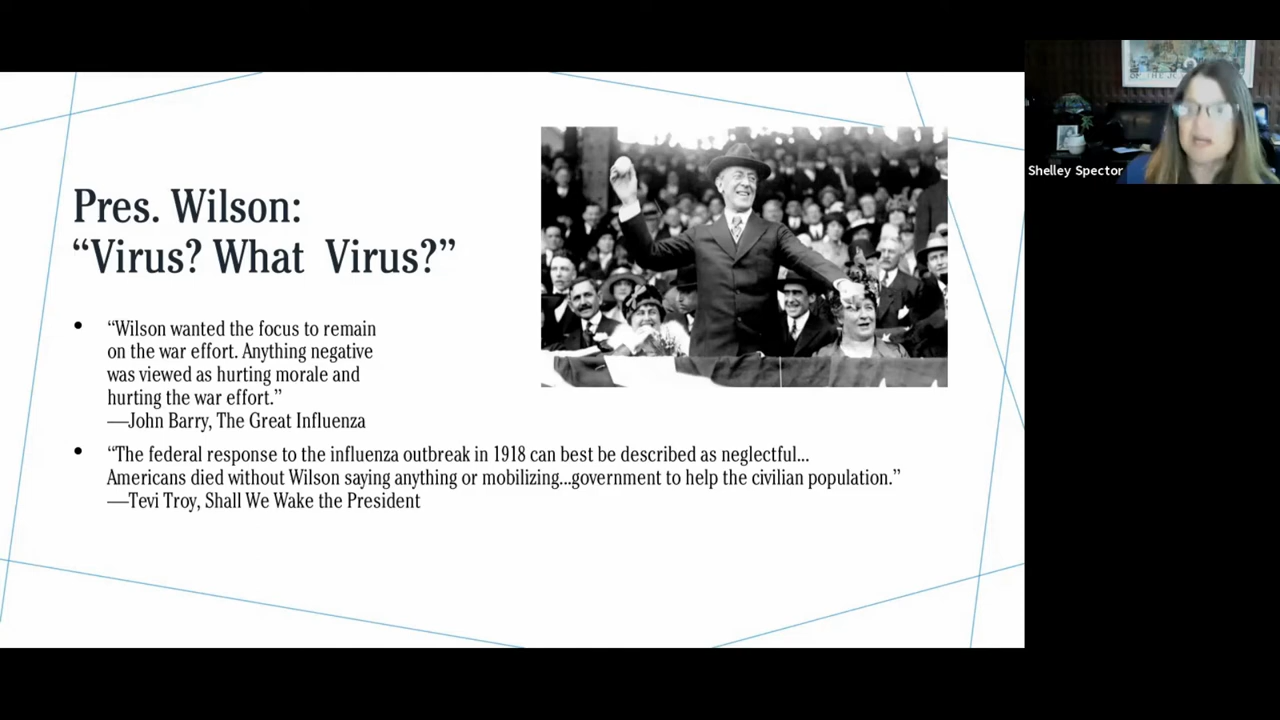 Pres. Wilson:
“Virus? What Virus?”
• “Wilson wanted the focus to remain
on the war effort. Anything negative
was viewed as hurting morale and
hurting the war effort.”
—John Barry, The Great Influenza
• “The federal response to the influenza outbreak in 1918 can best be described as neglectful...
Americans died without Wilson saying anything or mobilizing...government to help the civilian population.”
—Tevi Troy, Shall We Wake the President
Shelley Spector